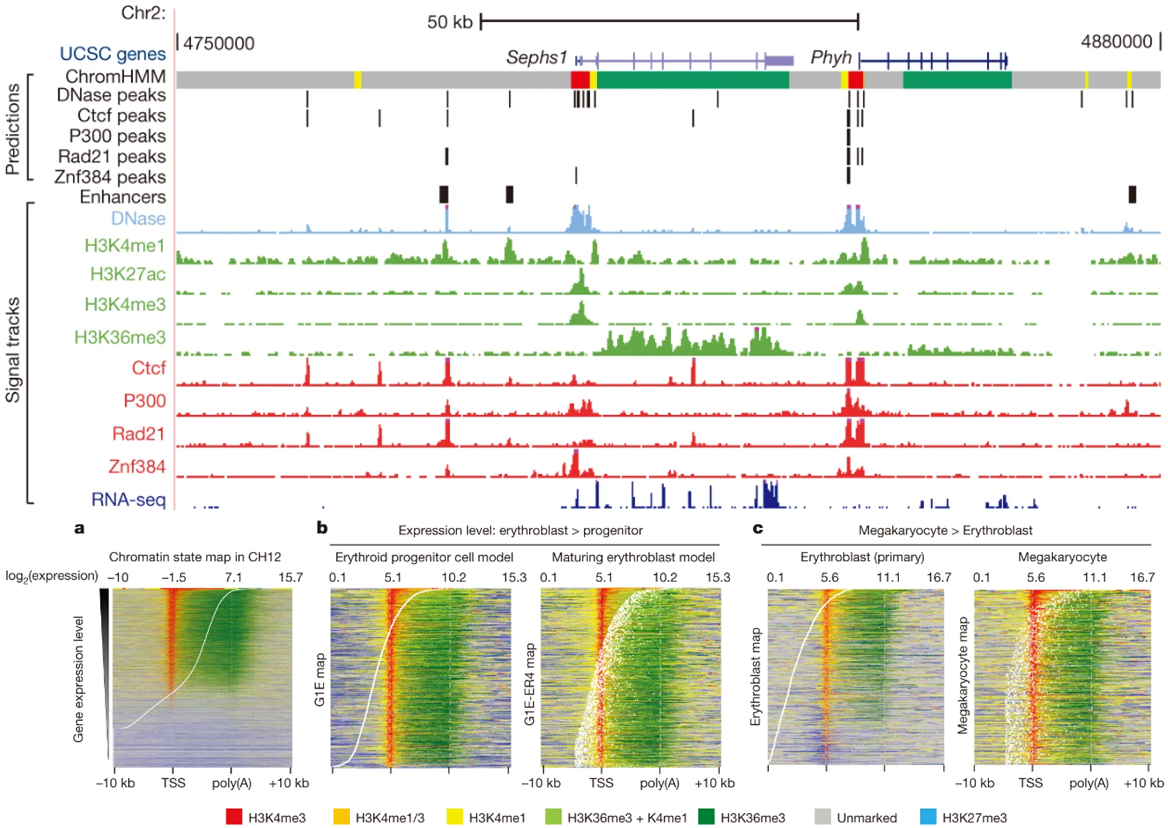 Chr2:
50 kb
4750000
4880000
UCSC genes
Sephs1
Phyh
Predictions
ChromHMM
DNase peaks
Ctcf peaks
P300 peaks
Rad21 peaks
Znf384 peaks
Enhancers
Signal tracks
DNase
H3K4me1
H3K27ac
H3K4me3
H3K36me3
Ctcf
P300
Rad21
Znf384
RNA-seq
a
Chromatin state map in CH12
log2(expression) −10 −1.5 7.1 15.7
Gene expression level
−10 kb TSS poly(A) +10 kb
b
Expression level: erythroblast > progenitor
Erythroid progenitor cell model
0.1 5.1 10.2 15.3
G1E map
Maturing erythroblast model
0.1 5.1 10.2 15.3
G1E-ER4 map
−10 kb TSS poly(A) +10 kb
c
Megakaryocyte > Erythroblast
Erythroblast (primary)
0.1 5.6 11.1 16.7
Erythroblast map
Megakaryocyte
0.1 5.6 11.1 16.7
Megakaryocyte map
−10 kb TSS poly(A) +10 kb
H3K4me3
H3K4me1/3
H3K4me1
H3K36me3 + K4me1
H3K36me3
Unmarked
H3K27me3